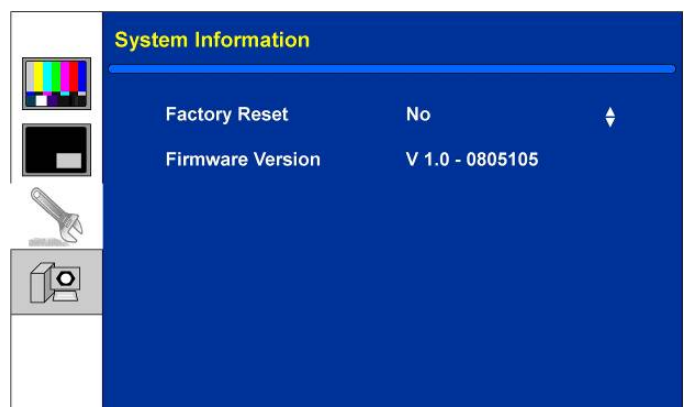 System Information
Factory Reset No
Firmware Version V 1.0 - 0805105